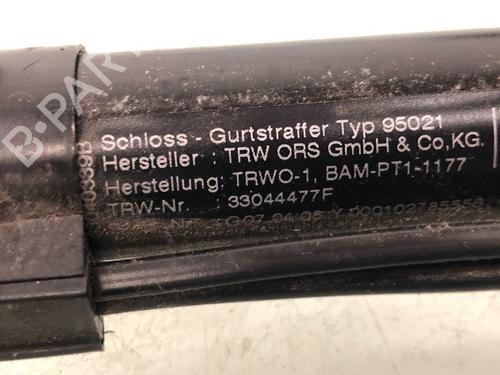 Schloss - Gurtstraffer Typ 95021
Hersteller : TRW ORS GmbH & Co,KG.
Herstellung: TRWO-1, BAM-PT1-1177
TRW-Nr. : 33044477F
B-PARTS